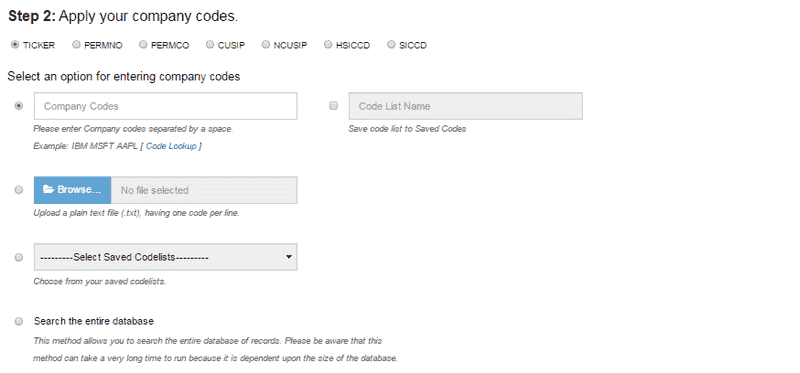 Step 2: Apply your company codes.
TICKER PERMNO PERMCO CUSIP NCUSIP HSICCD SICCD
Select an option for entering company codes
Company Codes Code List Name
Please enter Company codes separated by a space. Save code list to Saved Codes
Example: IBM MSFT AAPL [ Code Lookup ]
Browse... No file selected
Upload a plain text file (.txt), having one code per line.
---------Select Saved Codelists---------
Choose from your saved codelists.
Search the entire database
This method allows you to search the entire database of records. Please be aware that this
method can take a very long time to run because it is dependent upon the size of the database.